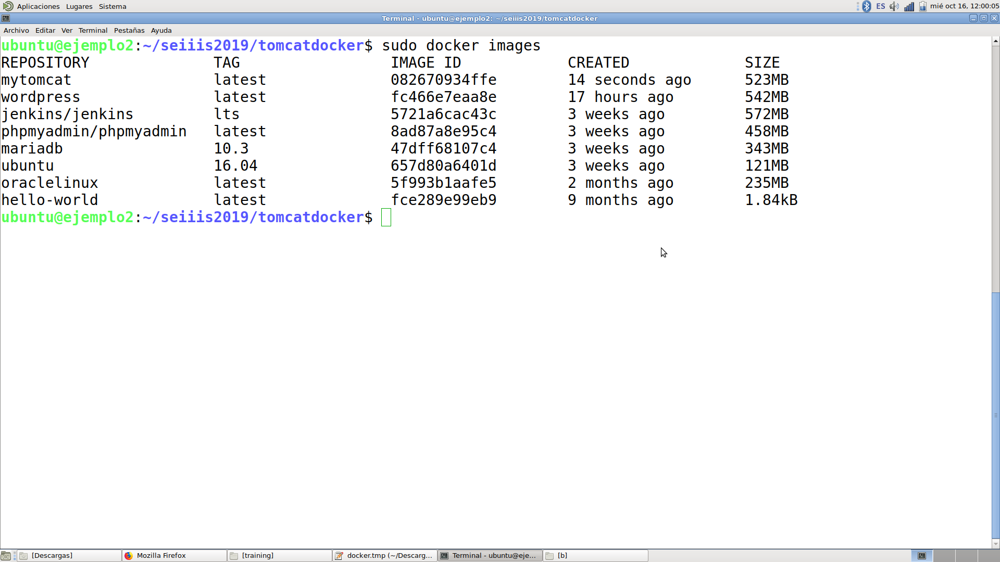 Aplicaciones Lugares Sistema ES mié oct 16, 12:00:05
Terminal - ubuntu@ejemplo2: ~/seiiis2019/tomcatdocker
Archivo Editar Ver Terminal Pestañas Ayuda
ubuntu@ejemplo2:~/seiiis2019/tomcatdocker$ sudo docker images
REPOSITORY TAG IMAGE ID CREATED SIZE
mytomcat latest 082670934ffe 14 seconds ago 523MB
wordpress latest fc466e7eaa8e 17 hours ago 542MB
jenkins/jenkins lts 5721a6cac43c 3 weeks ago 572MB
phpmyadmin/phpmyadmin latest 8ad87a8e95c4 3 weeks ago 458MB
mariadb 10.3 47dff68107c4 3 weeks ago 343MB
ubuntu 16.04 657d80a6401d 3 weeks ago 121MB
oraclelinux latest 5f993b1aafe5 2 months ago 235MB
hello-world latest fce289e99eb9 9 months ago 1.84kB
ubuntu@ejemplo2:~/seiiis2019/tomcatdocker$
[Descargas] Mozilla Firefox [training] docker.tmp (~/Descarg... Terminal - ubuntu@eje... [b]